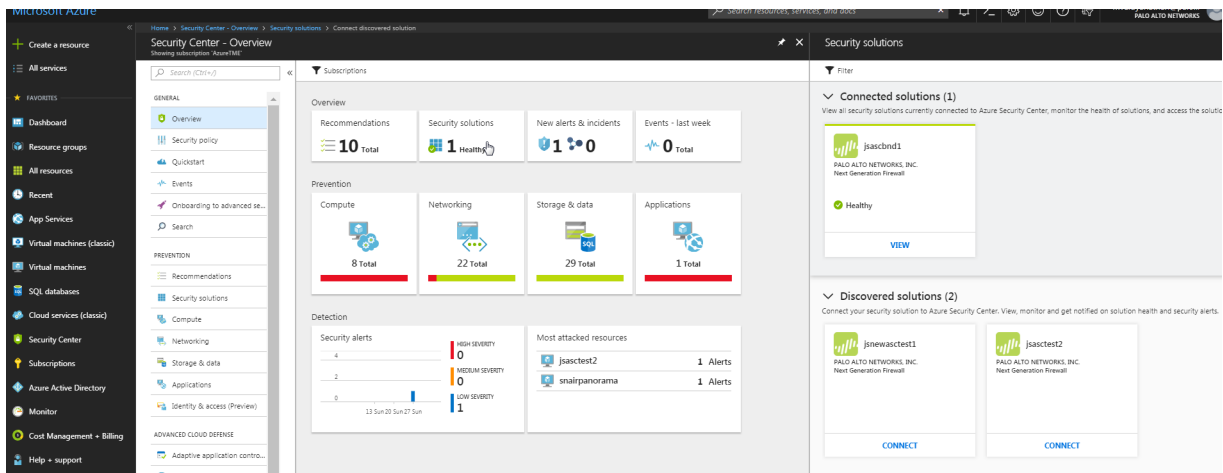 Microsoft Azure
Search resources, services, and docs
PALO ALTO NETWORKS
Home > Security Center - Overview > Security solutions > Connect discovered solution
Create a resource
All services
FAVORITES
Dashboard
Resource groups
All resources
Recent
App Services
Virtual machines (classic)
Virtual machines
SQL databases
Cloud services (classic)
Security Center
Subscriptions
Azure Active Directory
Monitor
Cost Management + Billing
Help + support
Security Center - Overview
Showing subscription 'AzureTME'
Search (Ctrl+/)
GENERAL
Overview
Security policy
Quickstart
Events
Onboarding to advanced se...
Search
PREVENTION
Recommendations
Security solutions
Compute
Networking
Storage & data
Applications
Identity & access (Preview)
ADVANCED CLOUD DEFENSE
Adaptive application contro...
Subscriptions
Overview
Recommendations
10 Total
Security solutions
1 Healthy
New alerts & incidents
1 0
Events - last week
0 Total
Prevention
Compute
8 Total
Networking
22 Total
Storage & data
SQL
29 Total
Applications
1 Total
Detection
Security alerts
4
2
0
13 Sun 20 Sun 27 Sun
HIGH SEVERITY
0
MEDIUM SEVERITY
0
LOW SEVERITY
1
Most attacked resources
jsasctest2 1 Alerts
snairpanorama 1 Alerts
Security solutions
Filter
Connected solutions (1)
View all security solutions currently connected to Azure Security Center, monitor the health of solutions, and access the solutio
jsascbnd1
PALO ALTO NETWORKS, INC.
Next Generation Firewall
Healthy
VIEW
Discovered solutions (2)
Connect your security solution to Azure Security Center. View, monitor and get notified on solution health and security alerts.
jsnewasctest1
PALO ALTO NETWORKS, INC.
Next Generation Firewall
CONNECT
jsasctest2
PALO ALTO NETWORKS, INC.
Next Generation Firewall
CONNECT